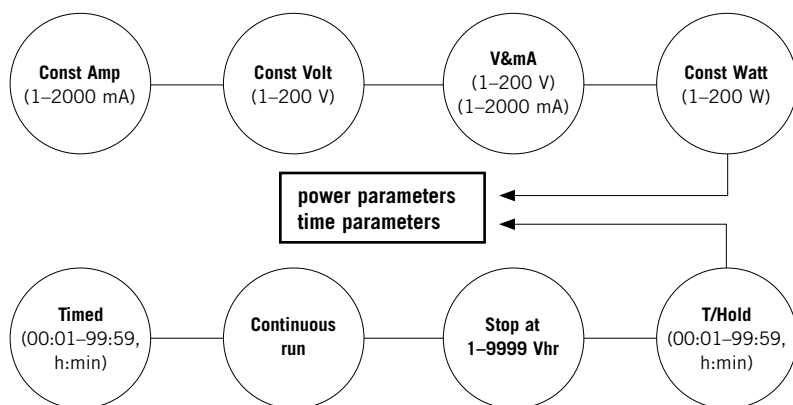 Const Amp
(1–2000 mA)
Const Volt
(1–200 V)
V&mA
(1–200 V)
(1–2000 mA)
Const Watt
(1–200 W)
power parameters
time parameters
Timed
(00:01–99:59,
h:min)
Continuous
run
Stop at
1–9999 Vhr
T/Hold
(00:01–99:59,
h:min)